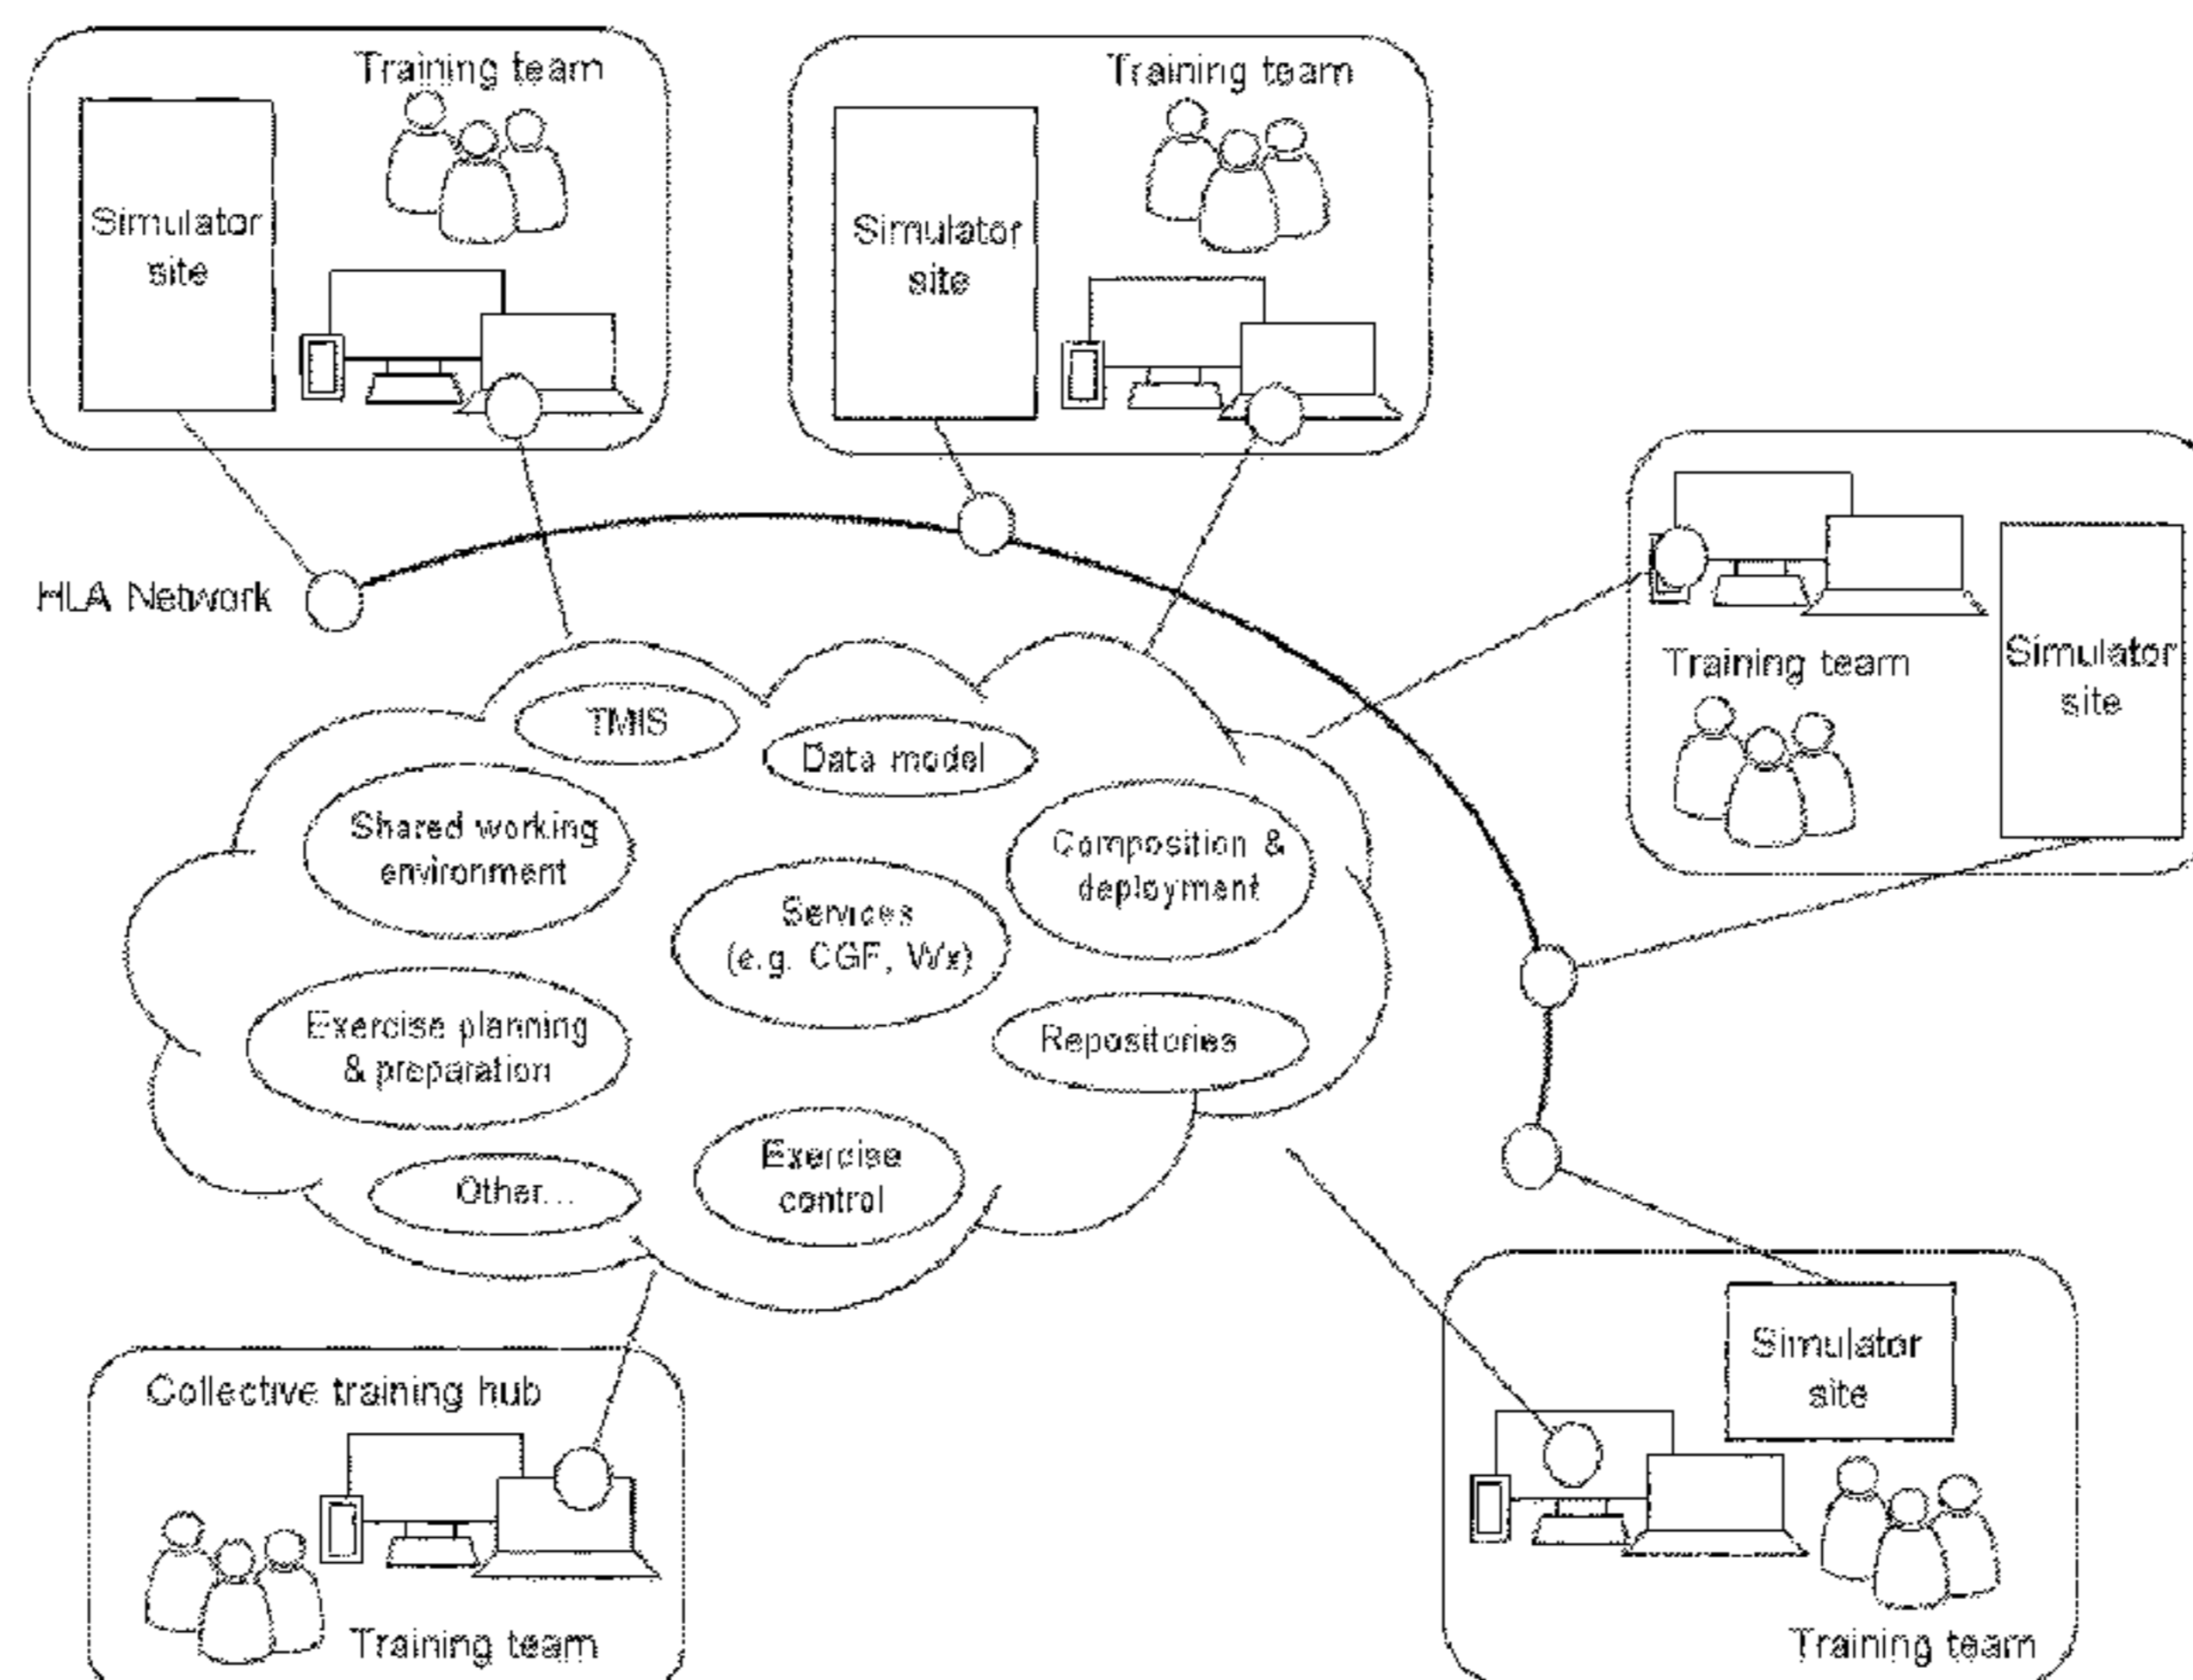 Training team
Simulator
site
Training team
Simulator
site
HLA Network
Training team
Simulator
site
TMIS
Data model
Shared working
environment
Composition &
deployment
Services
(e.g. CGF, Wx)
Exercise planning
& preparation
Repositories
Other...
Exercise
control
Collective training hub
Training team
Simulator
site
Training team